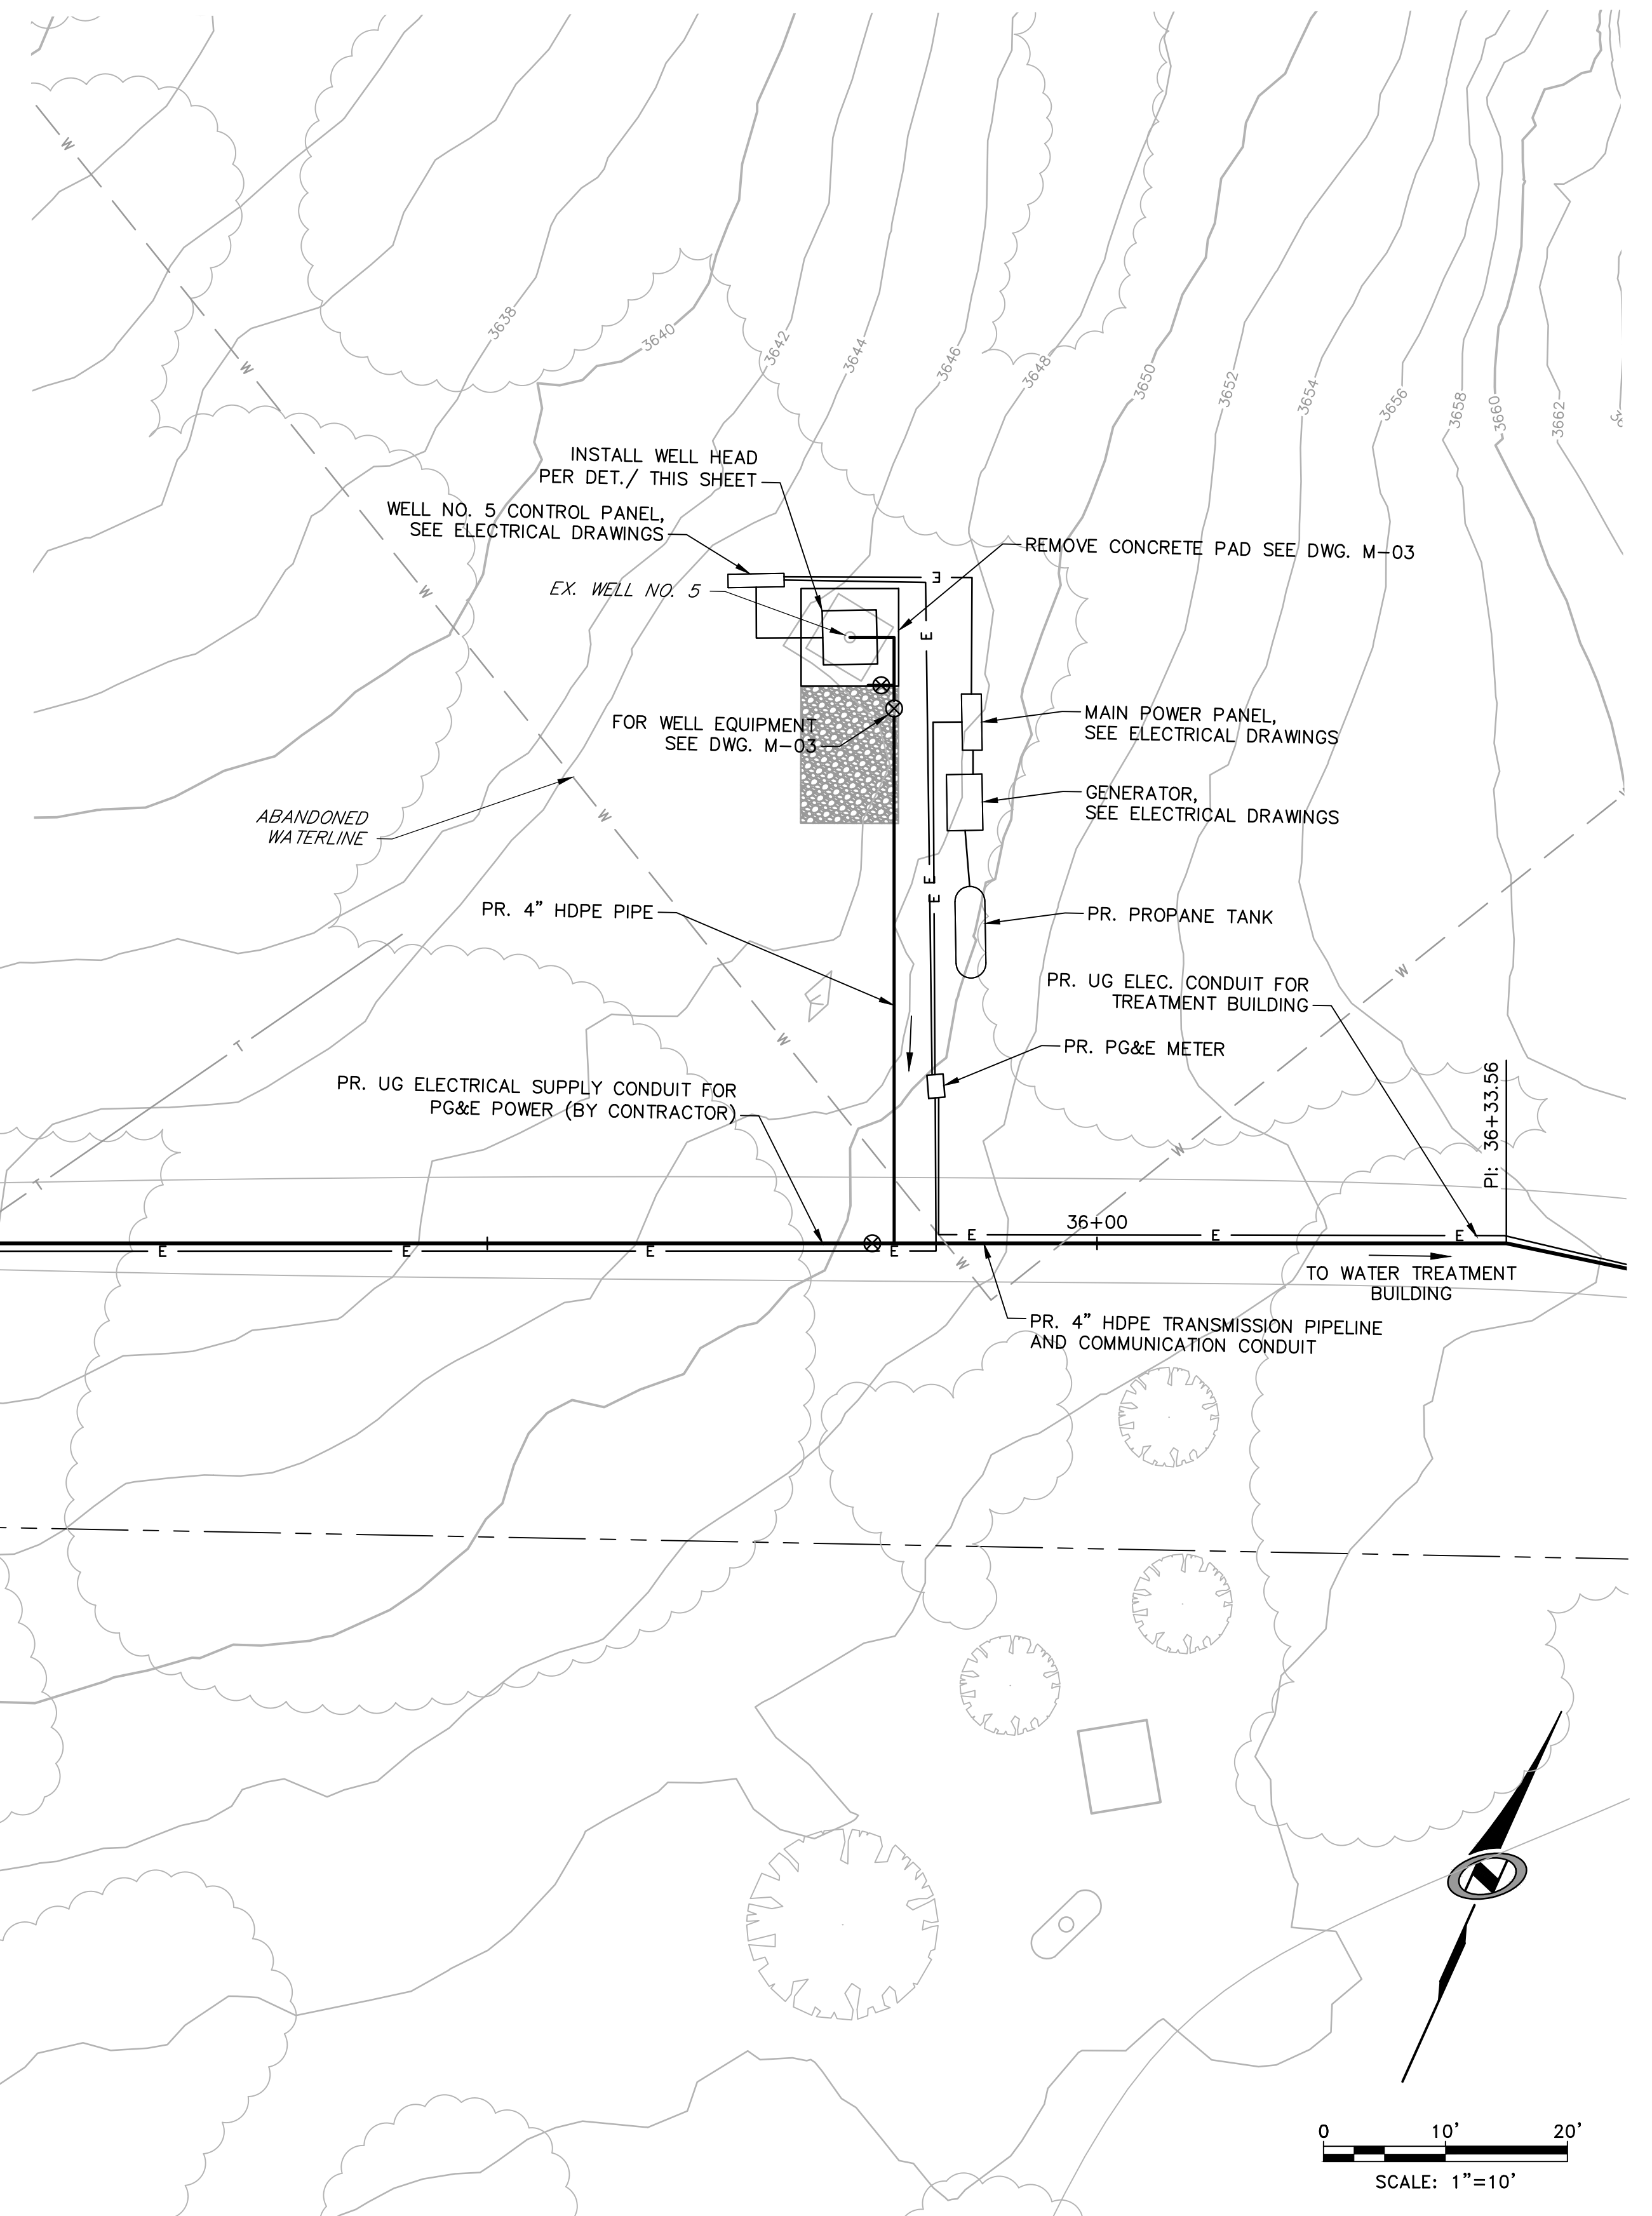 W
3638
3640
3642
3644
3646
3648
3650
3652
3654
3656
3658
3660
3662
W
INSTALL WELL HEAD
PER DET./ THIS SHEET
WELL NO. 5 CONTROL PANEL,
SEE ELECTRICAL DRAWINGS
REMOVE CONCRETE PAD SEE DWG. M-03
EX. WELL NO. 5
E
W
E
MAIN POWER PANEL,
SEE ELECTRICAL DRAWINGS
FOR WELL EQUIPMENT
SEE DWG. M-03
GENERATOR,
SEE ELECTRICAL DRAWINGS
ABANDONED
WATERLINE
W
E
E
PR. 4" HDPE PIPE
PR. PROPANE TANK
W
PR. UG ELEC. CONDUIT FOR
TREATMENT BUILDING
T
W
PR. PG&E METER
PR. UG ELECTRICAL SUPPLY CONDUIT FOR
PG&E POWER (BY CONTRACTOR)
PI: 36+33.56
W
T
36+00
E
E
E
E
E
E
E
W
TO WATER TREATMENT
BUILDING
PR. 4" HDPE TRANSMISSION PIPELINE
AND COMMUNICATION CONDUIT
N
0 10' 20'
SCALE: 1"=10'